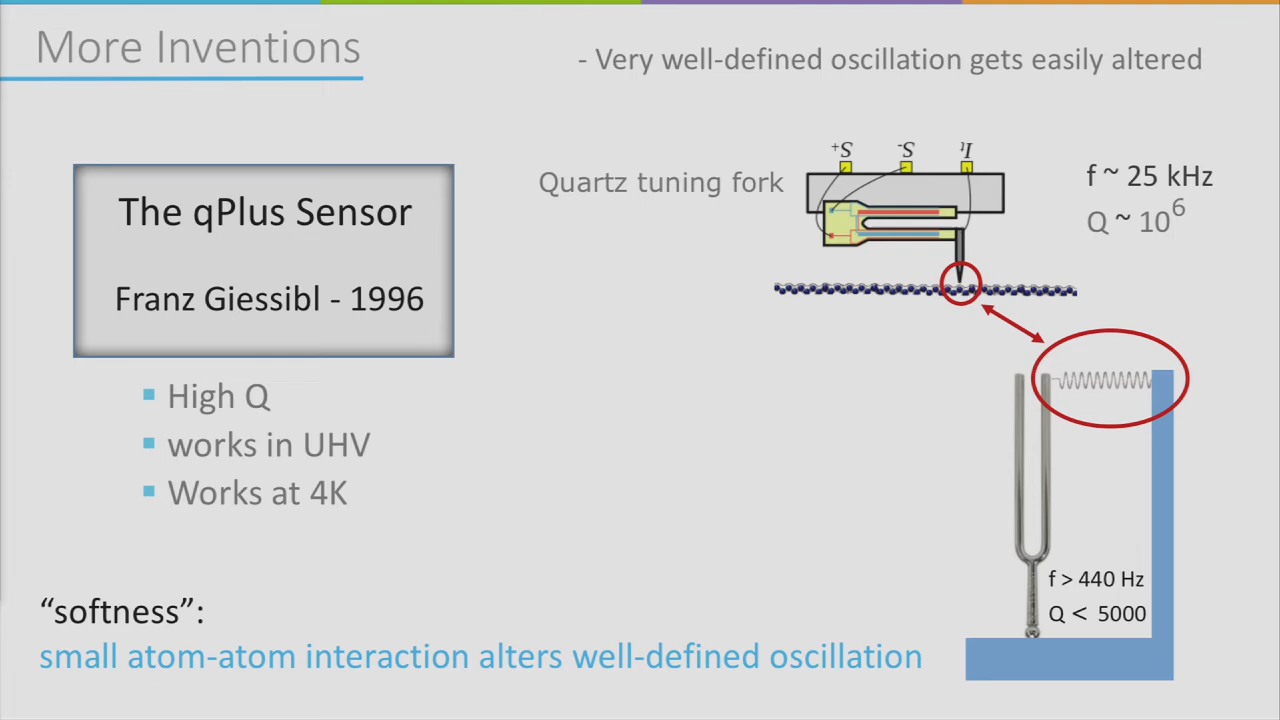 More Inventions
- Very well-defined oscillation gets easily altered
The qPlus Sensor
Franz Giessibl - 1996
▪ High Q
▪ works in UHV
▪ Works at 4K
Quartz tuning fork
+S -S
f ~ 25 kHz
Q ~ 10⁶
f > 440 Hz
Q < 5000
“softness”:
small atom-atom interaction alters well-defined oscillation